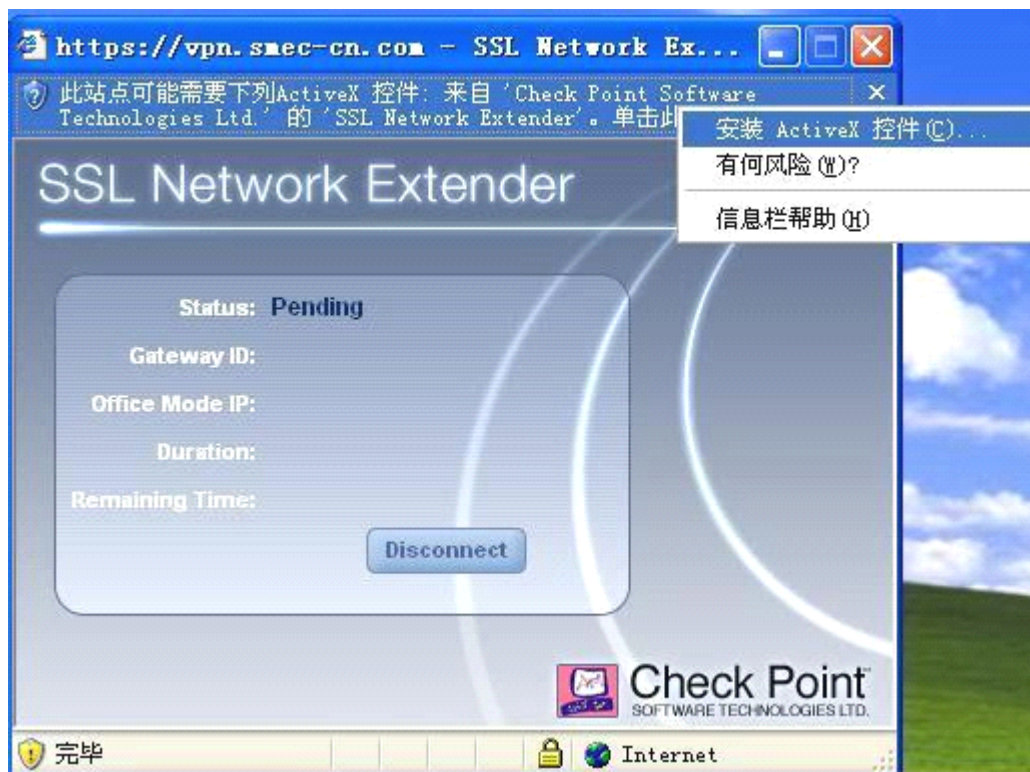 https://vpn.smec-cn.com - SSL Network Ex...
此站点可能需要下列ActiveX 控件: 来自 'Check Point Software
Technologies Ltd.' 的 'SSL Network Extender'。单击此
安装 ActiveX 控件(C)...
有何风险(W)?
信息栏帮助(H)
SSL Network Extender
Status: Pending
Gateway ID:
Office Mode IP:
Duration:
Remaining Time:
Disconnect
Check Point
SOFTWARE TECHNOLOGIES LTD.
完毕
Internet